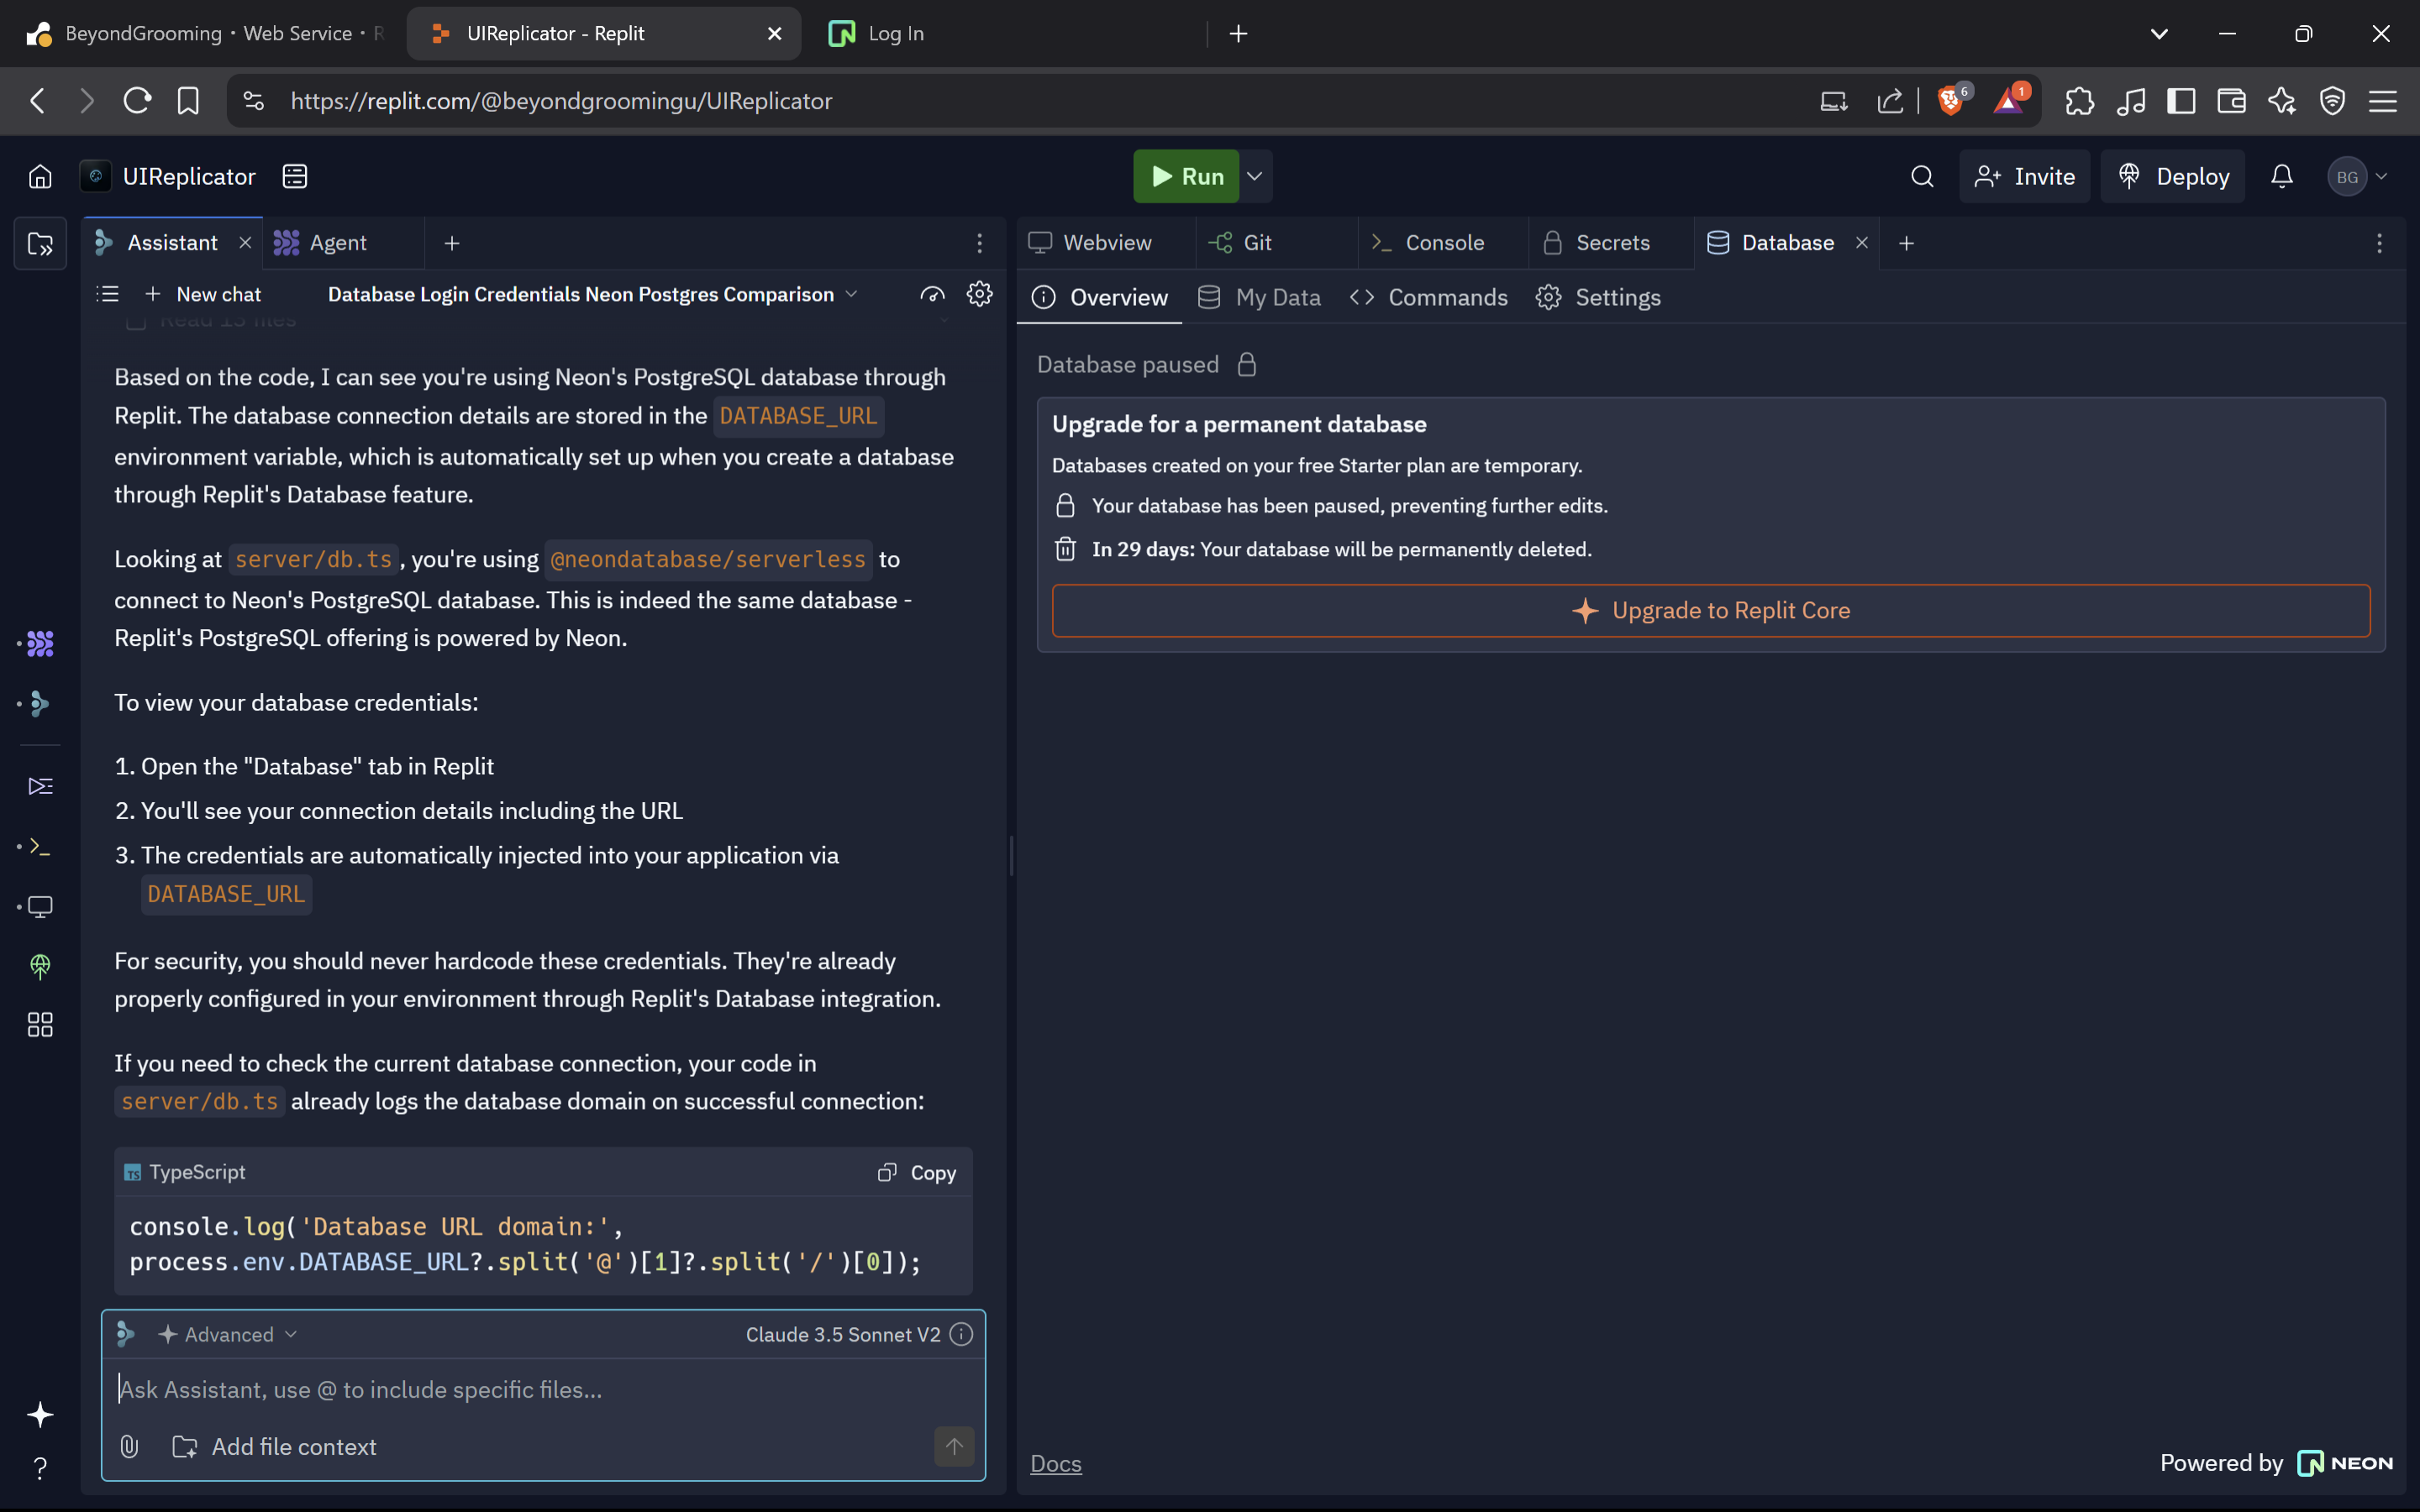 BeyondGrooming · Web Service · R
UIReplicator - Replit
Log In
https://replit.com/@beyondgroomingu/UIReplicator
6
1
UIReplicator
Run
Invite
Deploy
BG
Assistant
Agent
Webview
Git
Console
Secrets
Database
New chat
Database Login Credentials Neon Postgres Comparison
Overview
My Data
Commands
Settings
Read 15 files
Based on the code, I can see you're using Neon's PostgreSQL database through
Replit. The database connection details are stored in the DATABASE_URL
environment variable, which is automatically set up when you create a database
through Replit's Database feature.
Looking at server/db.ts, you're using @neondatabase/serverless to
connect to Neon's PostgreSQL database. This is indeed the same database -
Replit's PostgreSQL offering is powered by Neon.
To view your database credentials:
1. Open the "Database" tab in Replit
2. You'll see your connection details including the URL
3. The credentials are automatically injected into your application via
DATABASE_URL
For security, you should never hardcode these credentials. They're already
properly configured in your environment through Replit's Database integration.
If you need to check the current database connection, your code in
server/db.ts already logs the database domain on successful connection:
TS TypeScript
Copy
console.log('Database URL domain:',
process.env.DATABASE_URL?.split('@')[1]?.split('/')[0]);
Advanced
Claude 3.5 Sonnet V2
Ask Assistant, use @ to include specific files...
Add file context
Database paused
Upgrade for a permanent database
Databases created on your free Starter plan are temporary.
Your database has been paused, preventing further edits.
In 29 days: Your database will be permanently deleted.
Upgrade to Replit Core
Docs
Powered by NEON